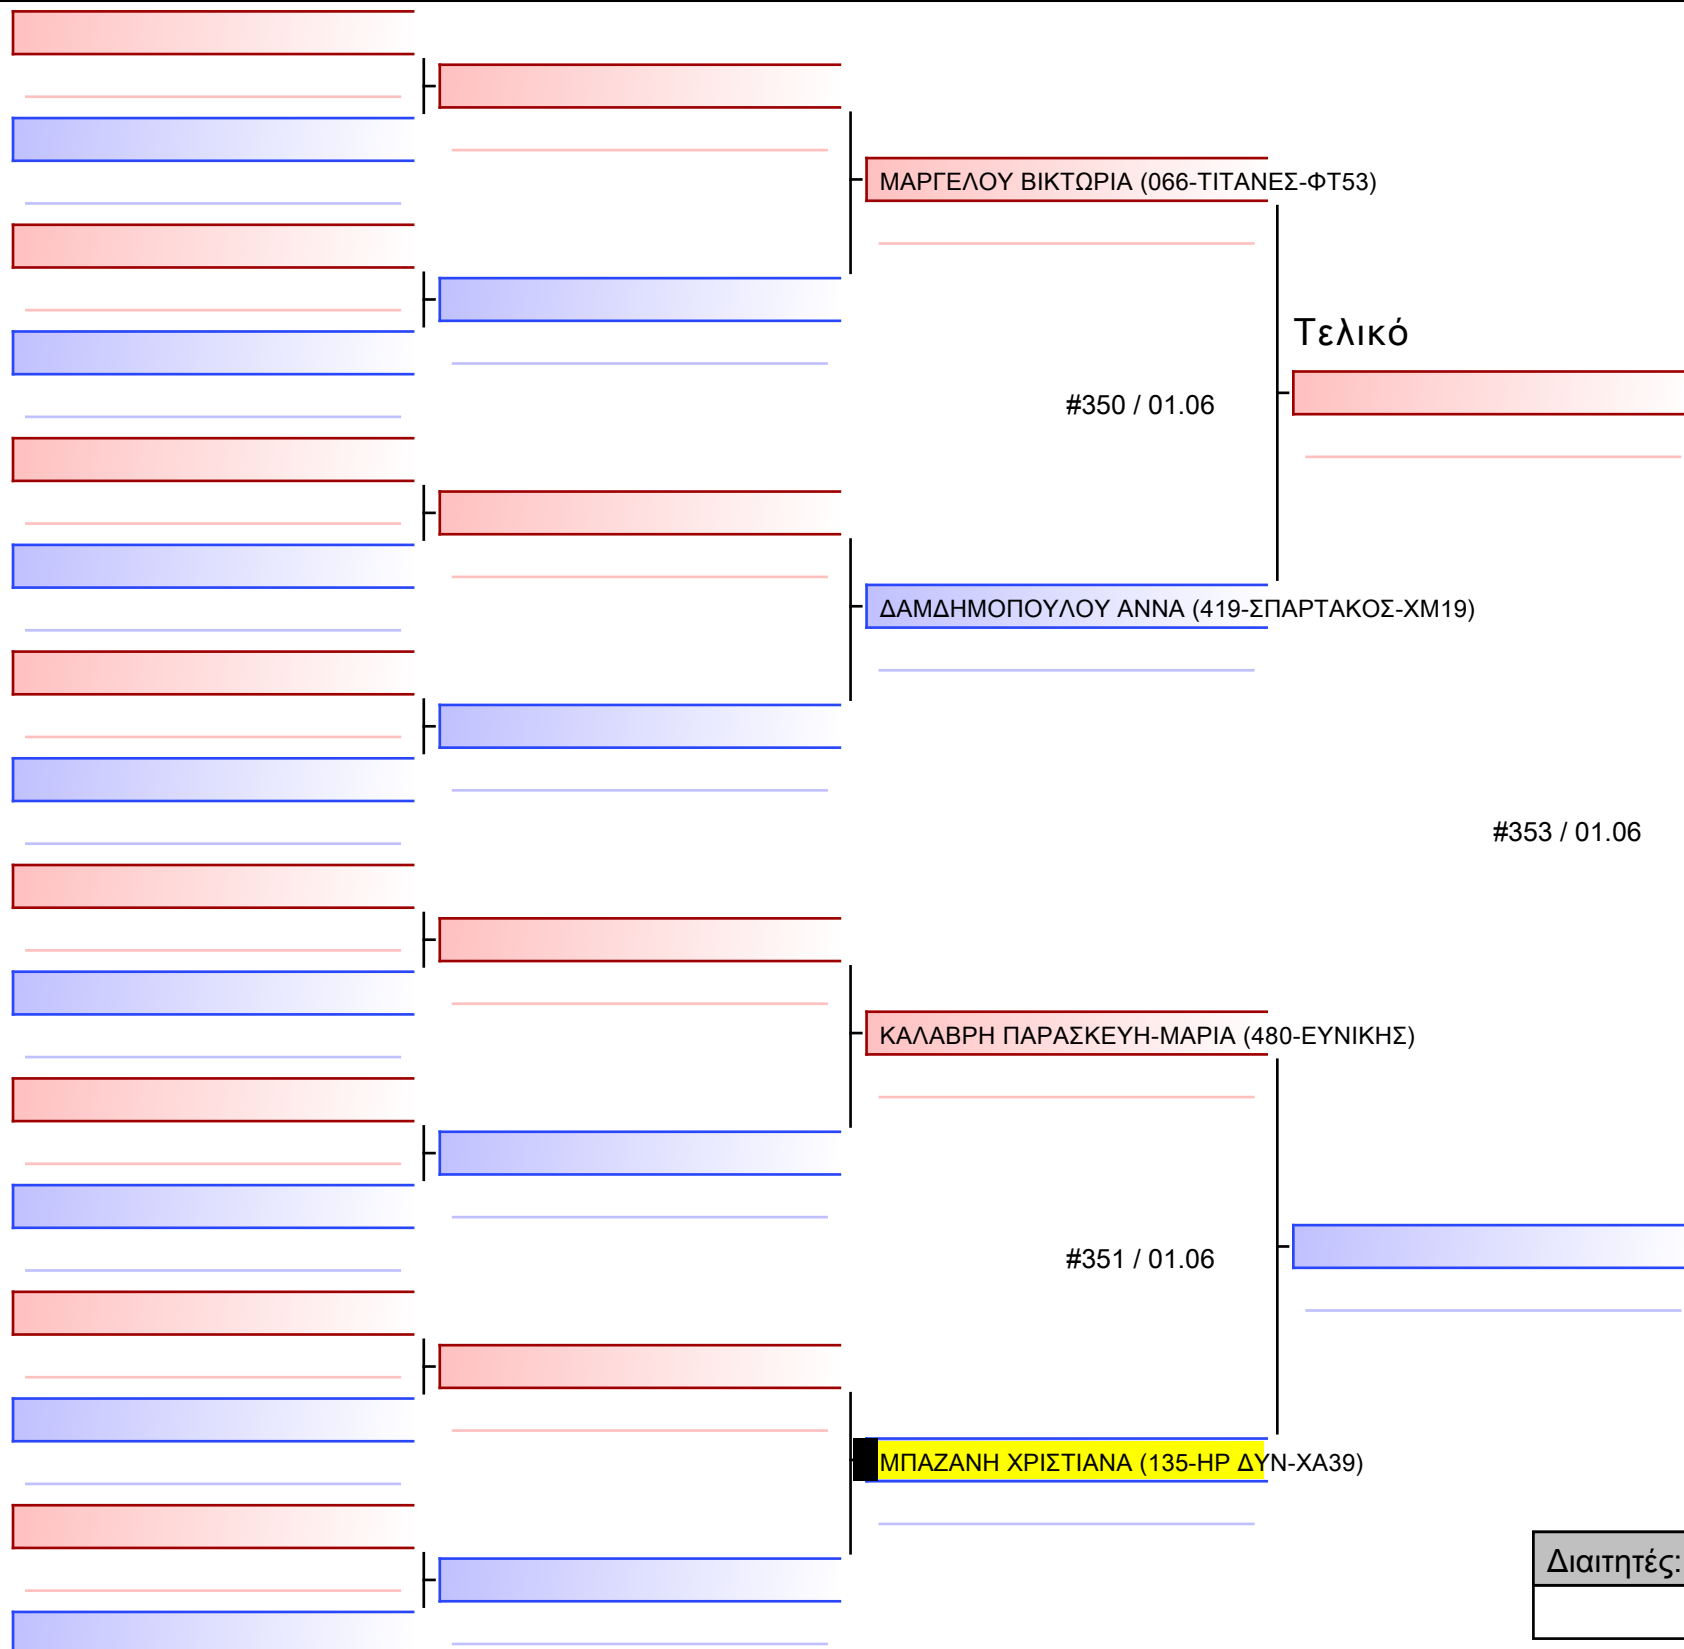 ΜΑΡΓΕΛΟΥ ΒΙΚΤΩΡΙΑ (066-ΤΙΤΑΝΕΣ-ΦΤ53)
Τελικό
#350 / 01.06
ΔΑΜΔΗΜΟΠΟΥΛΟΥ ΑΝΝΑ (419-ΣΠΑΡΤΑΚΟΣ-ΧΜ19)
#353 / 01.06
ΚΑΛΑΒΡΗ ΠΑΡΑΣΚΕΥΗ-ΜΑΡΙΑ (480-ΕΥΝΙΚΗΣ)
#351 / 01.06
ΜΠΑΖΑΝΗ ΧΡΙΣΤΙΑΝΑ (135-ΗΡ ΔΥΝ-ΧΑ39)
Διαιτητές: